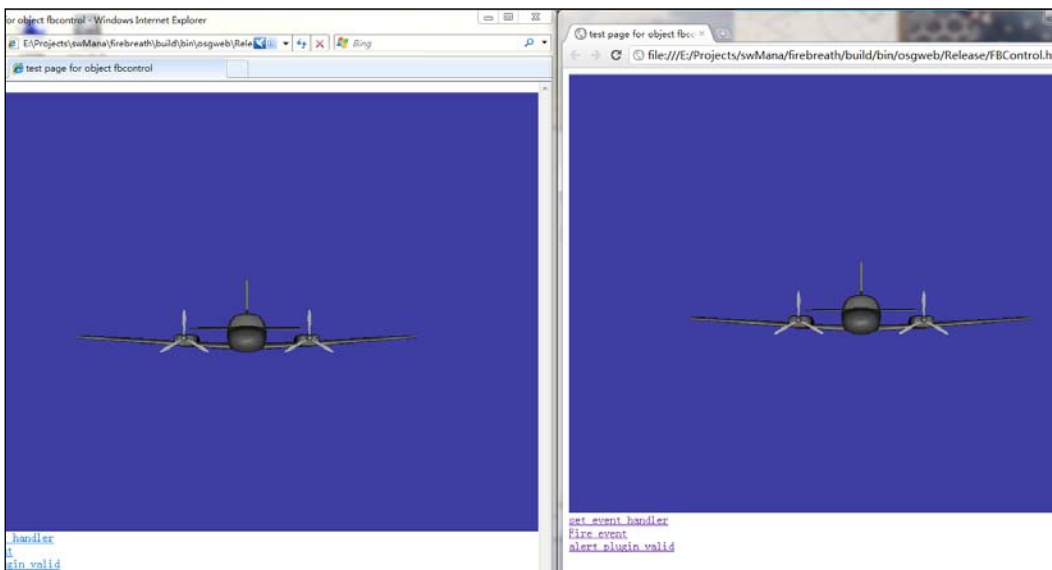 or object fbcontrol - Windows Internet Explorer
E:\Projects\swMana\firebreath\build\bin\osgweb\Rele
Bing
test page for object fbcontrol
handler
gin valid
test page for object fbc
file:///E:/Projects/swMana/firebreath/build/bin/osgweb/Release/FBControl.h
set event handler
Fire event
alert plugin valid